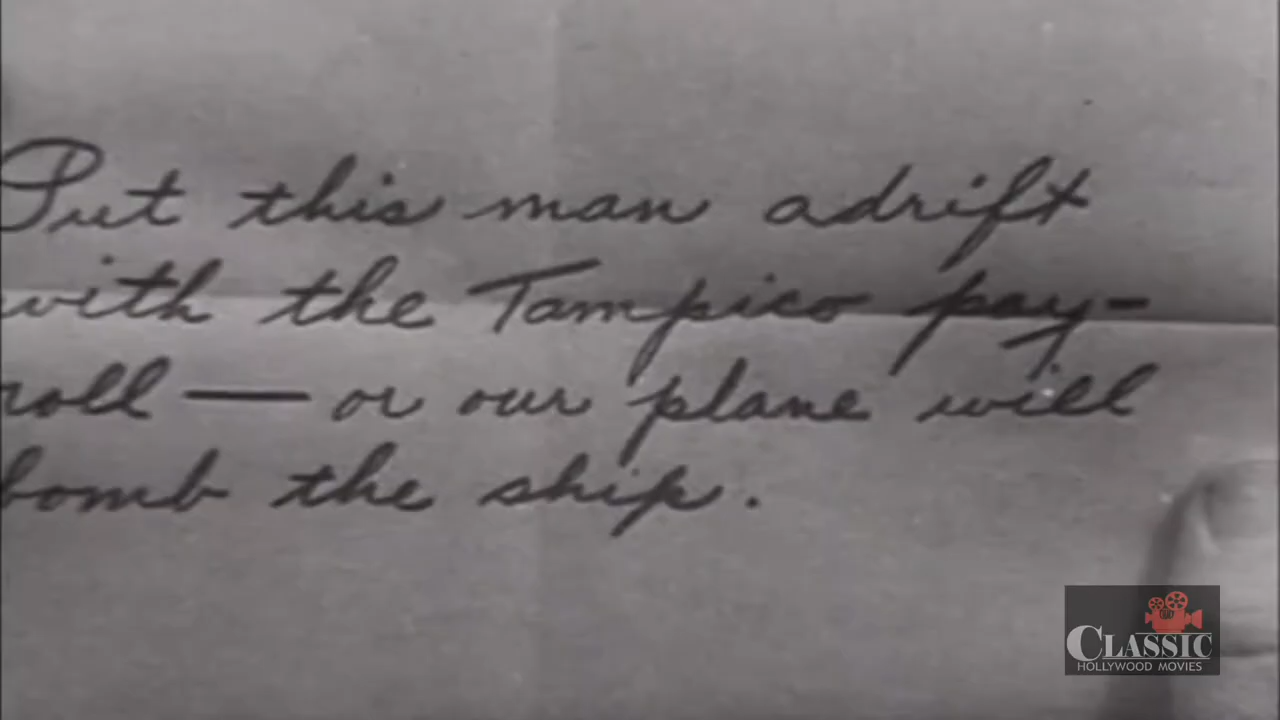 Put this man adrift
with the Tampico pay-
roll — or our plane will
bomb the ship.
CLASSIC
HOLLYWOOD MOVIES